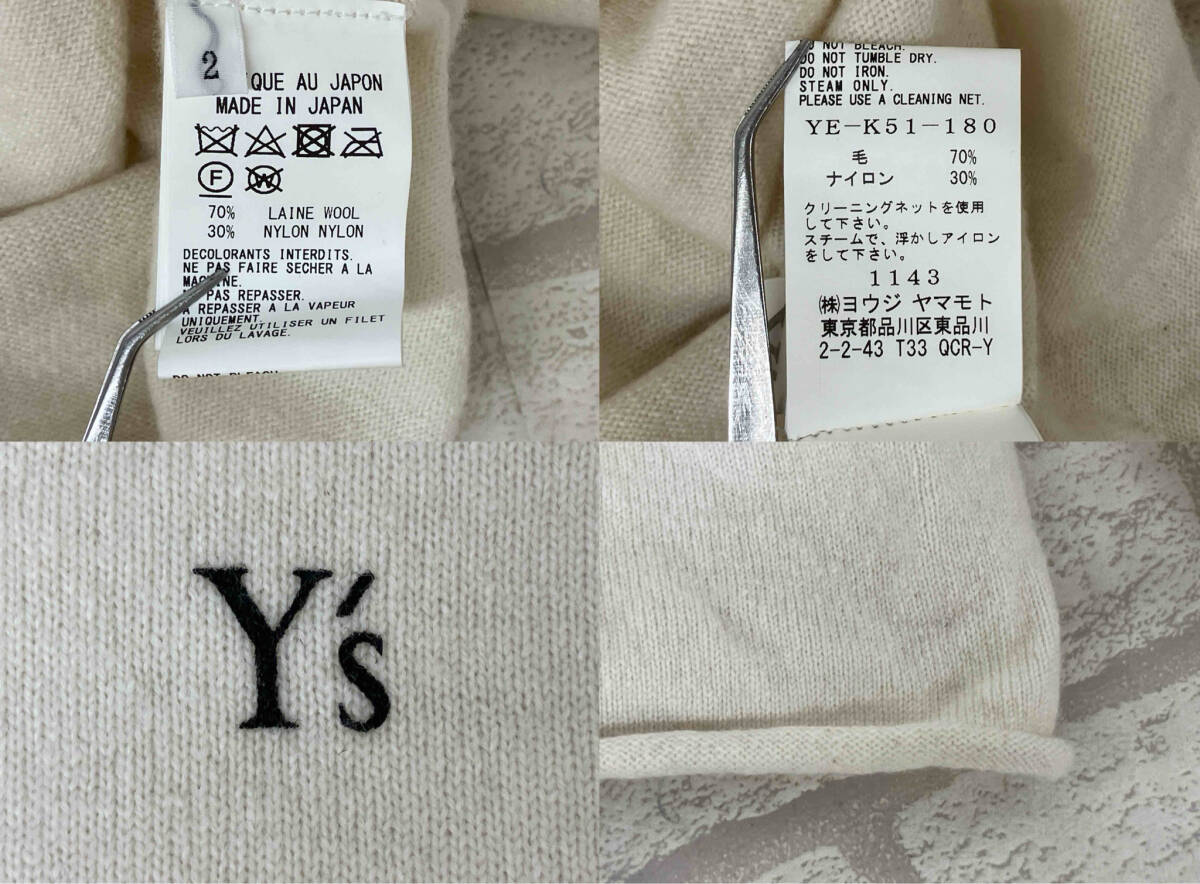 2
QUE AU JAPON
MADE IN JAPAN
F
W
70% LAINE WOOL
30% NYLON NYLON
DECOLORANTS INTERDITS.
NE PAS FAIRE SECHER A LA
PAS REPASSER.
A REPASSER A LA VAPEUR
UNIQUEMENT.
VEUILLEZ UTILISER UN FILET
LORS DU LAVAGE.
DO NOT BLEACH.
NOT BLEACH.
DO NOT TUMBLE DRY.
DO NOT IRON.
STEAM ONLY.
PLEASE USE A CLEANING NET.
YE-K51-180
毛 70%
ナイロン 30%
クリーニングネットを使用
して下さい。
スチームで、浮かしアイロン
をして下さい。
1143
㈱ヨウジ ヤマモト
東京都品川区東品川
2-2-43 T33 QCR-Y
Y's